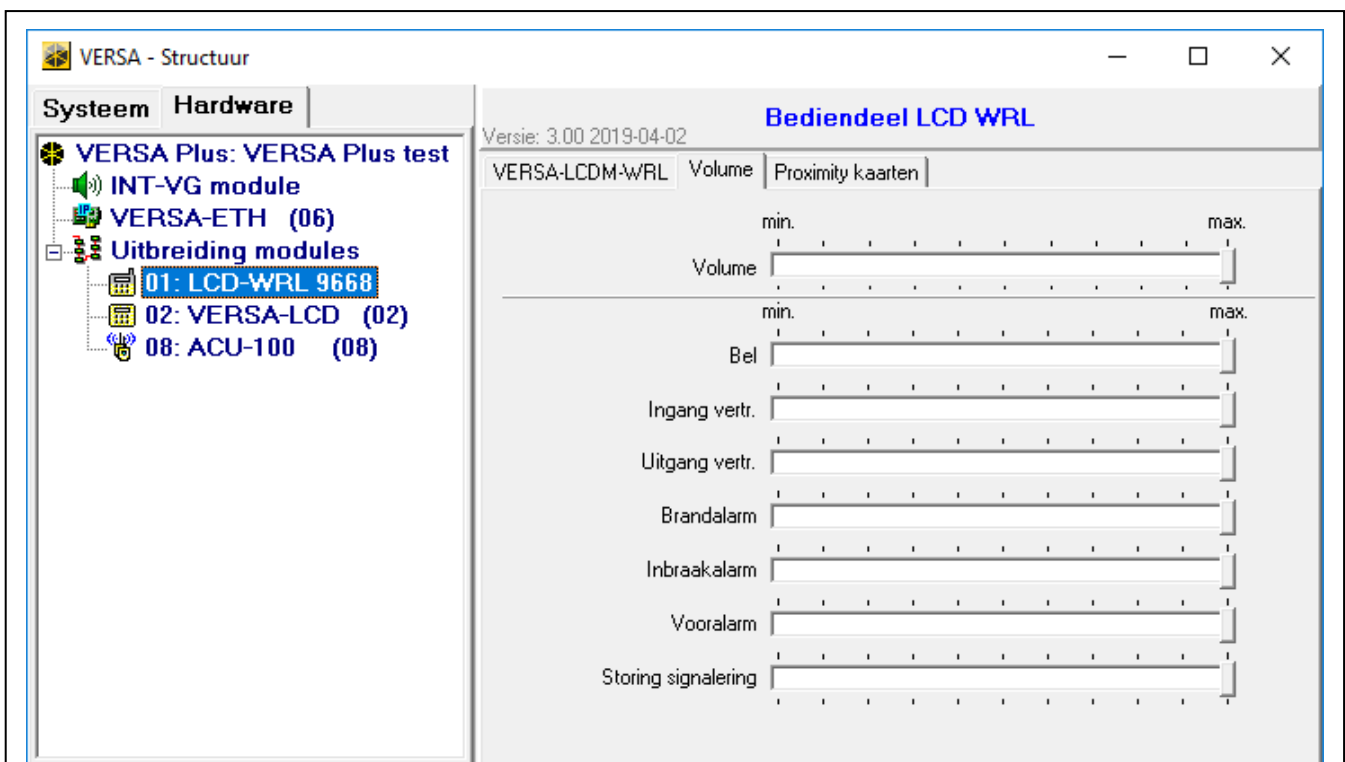 VERSA - Structuur
Systeem Hardware
VERSA Plus: VERSA Plus test
INT-VG module
VERSA-ETH (06)
Uitbreiding modules
01: LCD-WRL 9668
02: VERSA-LCD (02)
08: ACU-100 (08)
Bediendeel LCD WRL
Versie: 3.00 2019-04-02
VERSA-LCDM-WRL Volume Proximity kaarten
min. max.
Volume
min. max.
Bel
Ingang vertr.
Uitgang vertr.
Brandalarm
Inbraakalarm
Vooralarm
Storing signalering